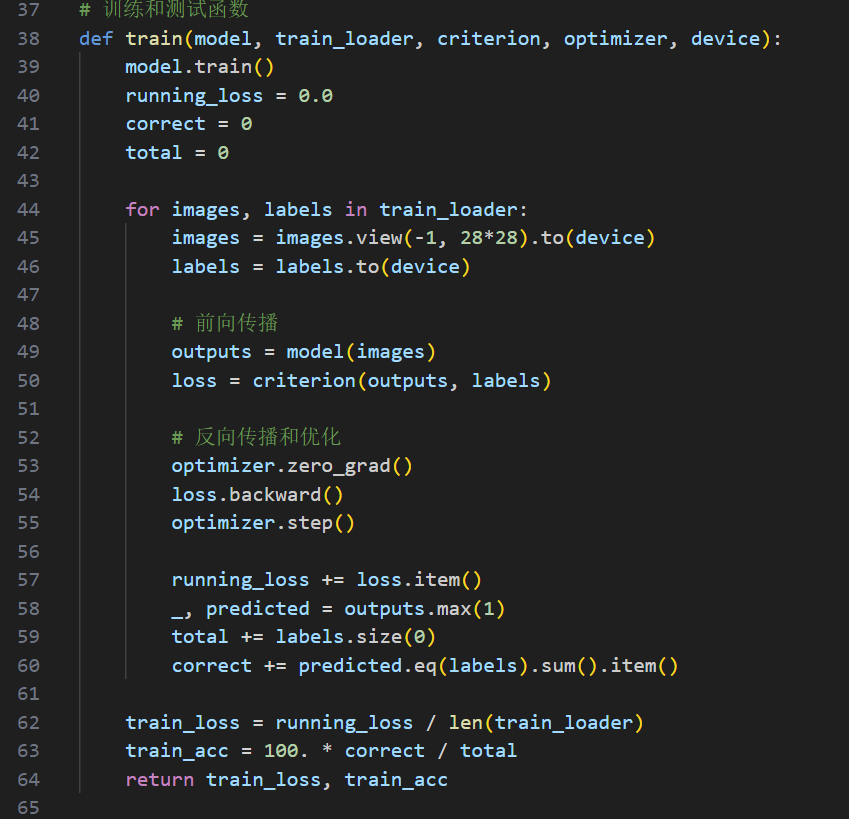 37 # 训练和测试函数
38 def train(model, train_loader, criterion, optimizer, device):
39     model.train()
40     running_loss = 0.0
41     correct = 0
42     total = 0
43
44     for images, labels in train_loader:
45         images = images.view(-1, 28*28).to(device)
46         labels = labels.to(device)
47
48         # 前向传播
49         outputs = model(images)
50         loss = criterion(outputs, labels)
51
52         # 反向传播和优化
53         optimizer.zero_grad()
54         loss.backward()
55         optimizer.step()
56
57         running_loss += loss.item()
58         _, predicted = outputs.max(1)
59         total += labels.size(0)
60         correct += predicted.eq(labels).sum().item()
61
62     train_loss = running_loss / len(train_loader)
63     train_acc = 100. * correct / total
64     return train_loss, train_acc
65